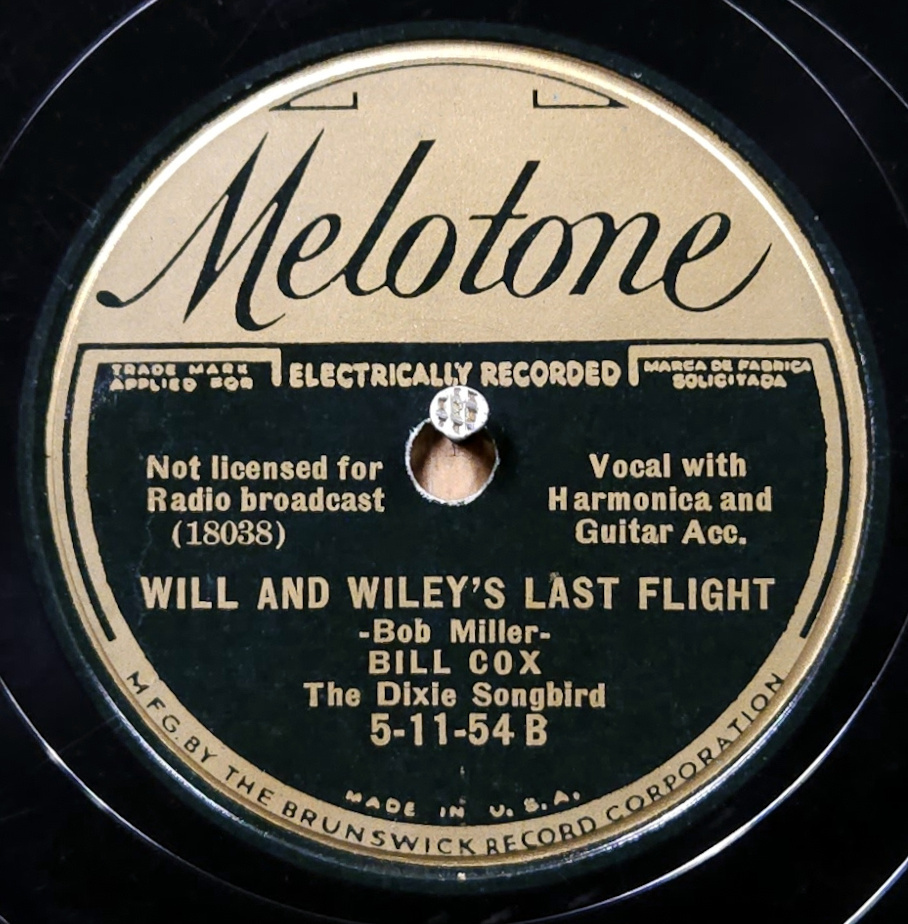 Melotone
TRADE MARK
APPLIED FOR
ELECTRICALLY RECORDED
MARCA DE FABRICA
SOLICITADA
Not licensed for
Radio broadcast
(18038)
Vocal with
Harmonica and
Guitar Acc.
WILL AND WILEY'S LAST FLIGHT
-Bob Miller-
BILL COX
The Dixie Songbird
5-11-54 B
MADE IN U.S.A.
MFG. BY THE BRUNSWICK RECORD CORPORATION